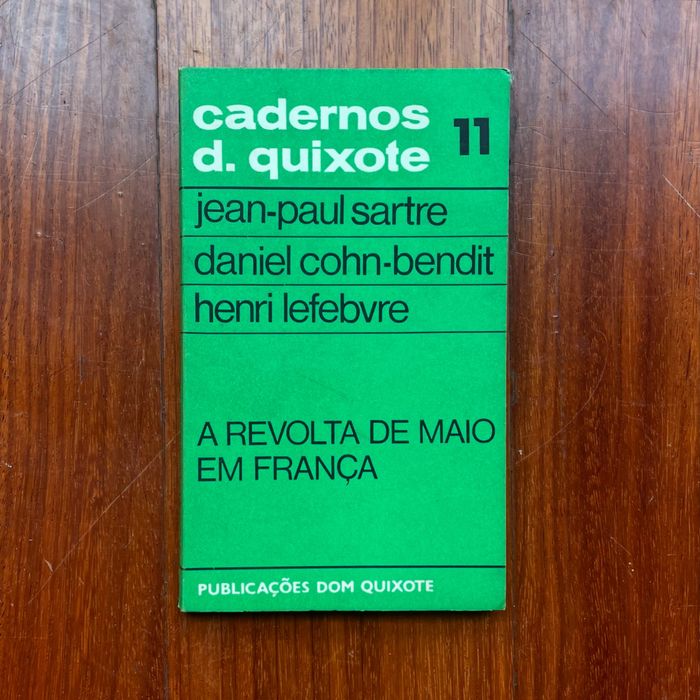 cadernos
d. quixote
11
jean-paul sartre
daniel cohn-bendit
henri lefebvre
A REVOLTA DE MAIO
EM FRANÇA
PUBLICAÇÕES DOM QUIXOTE